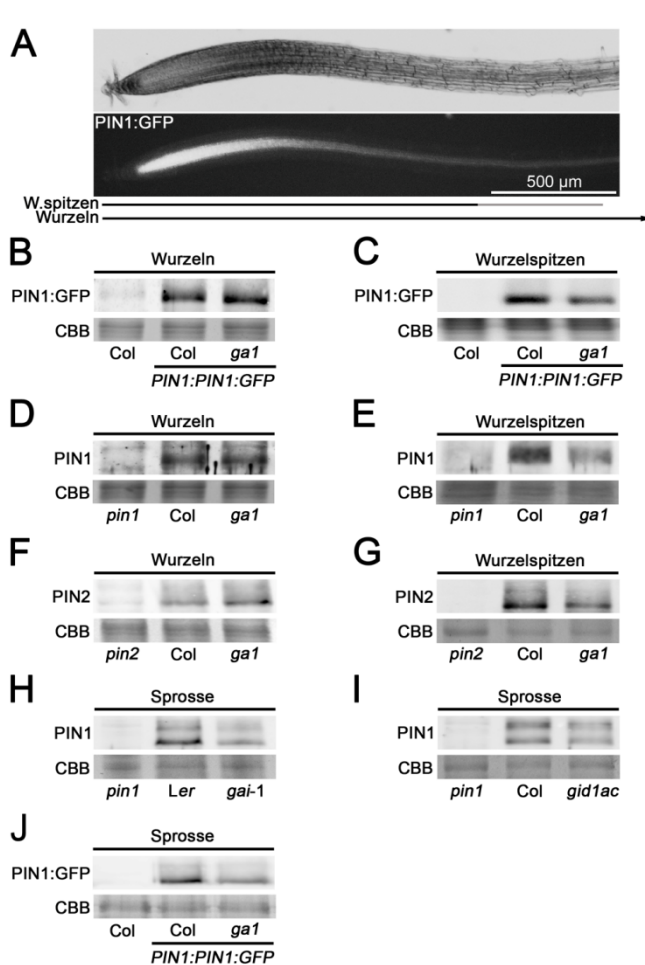 A
PIN1:GFP
500 µm
W.spitzen
Wurzeln
B
Wurzeln
PIN1:GFP
CBB
Col Col ga1
PIN1:PIN1:GFP
C
Wurzelspitzen
PIN1:GFP
CBB
Col Col ga1
PIN1:PIN1:GFP
D
Wurzeln
PIN1
CBB
pin1 Col ga1
E
Wurzelspitzen
PIN1
CBB
pin1 Col ga1
F
Wurzeln
PIN2
CBB
pin2 Col ga1
G
Wurzelspitzen
PIN2
CBB
pin2 Col ga1
H
Sprosse
PIN1
CBB
pin1 Ler gai-1
I
Sprosse
PIN1
CBB
pin1 Col gid1ac
J
Sprosse
PIN1:GFP
CBB
Col Col ga1
PIN1:PIN1:GFP